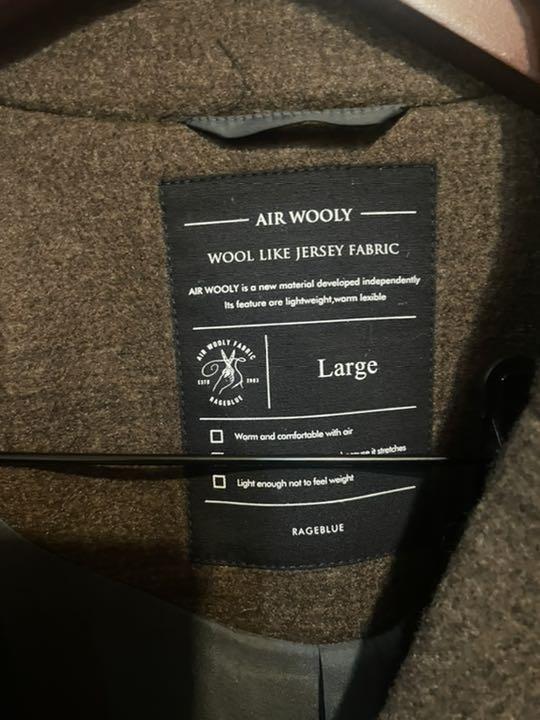 AIR WOOLY
WOOL LIKE JERSEY FABRIC
AIR WOOLY is a new material developed independently
Its feature are lightweight,warm lexible
AIR WOOLY FABRIC
ESTD 2003
RAGEBLUE
Large
Warm and comfortable with air
it stretches
Light enough not to feel weight
RAGEBLUE